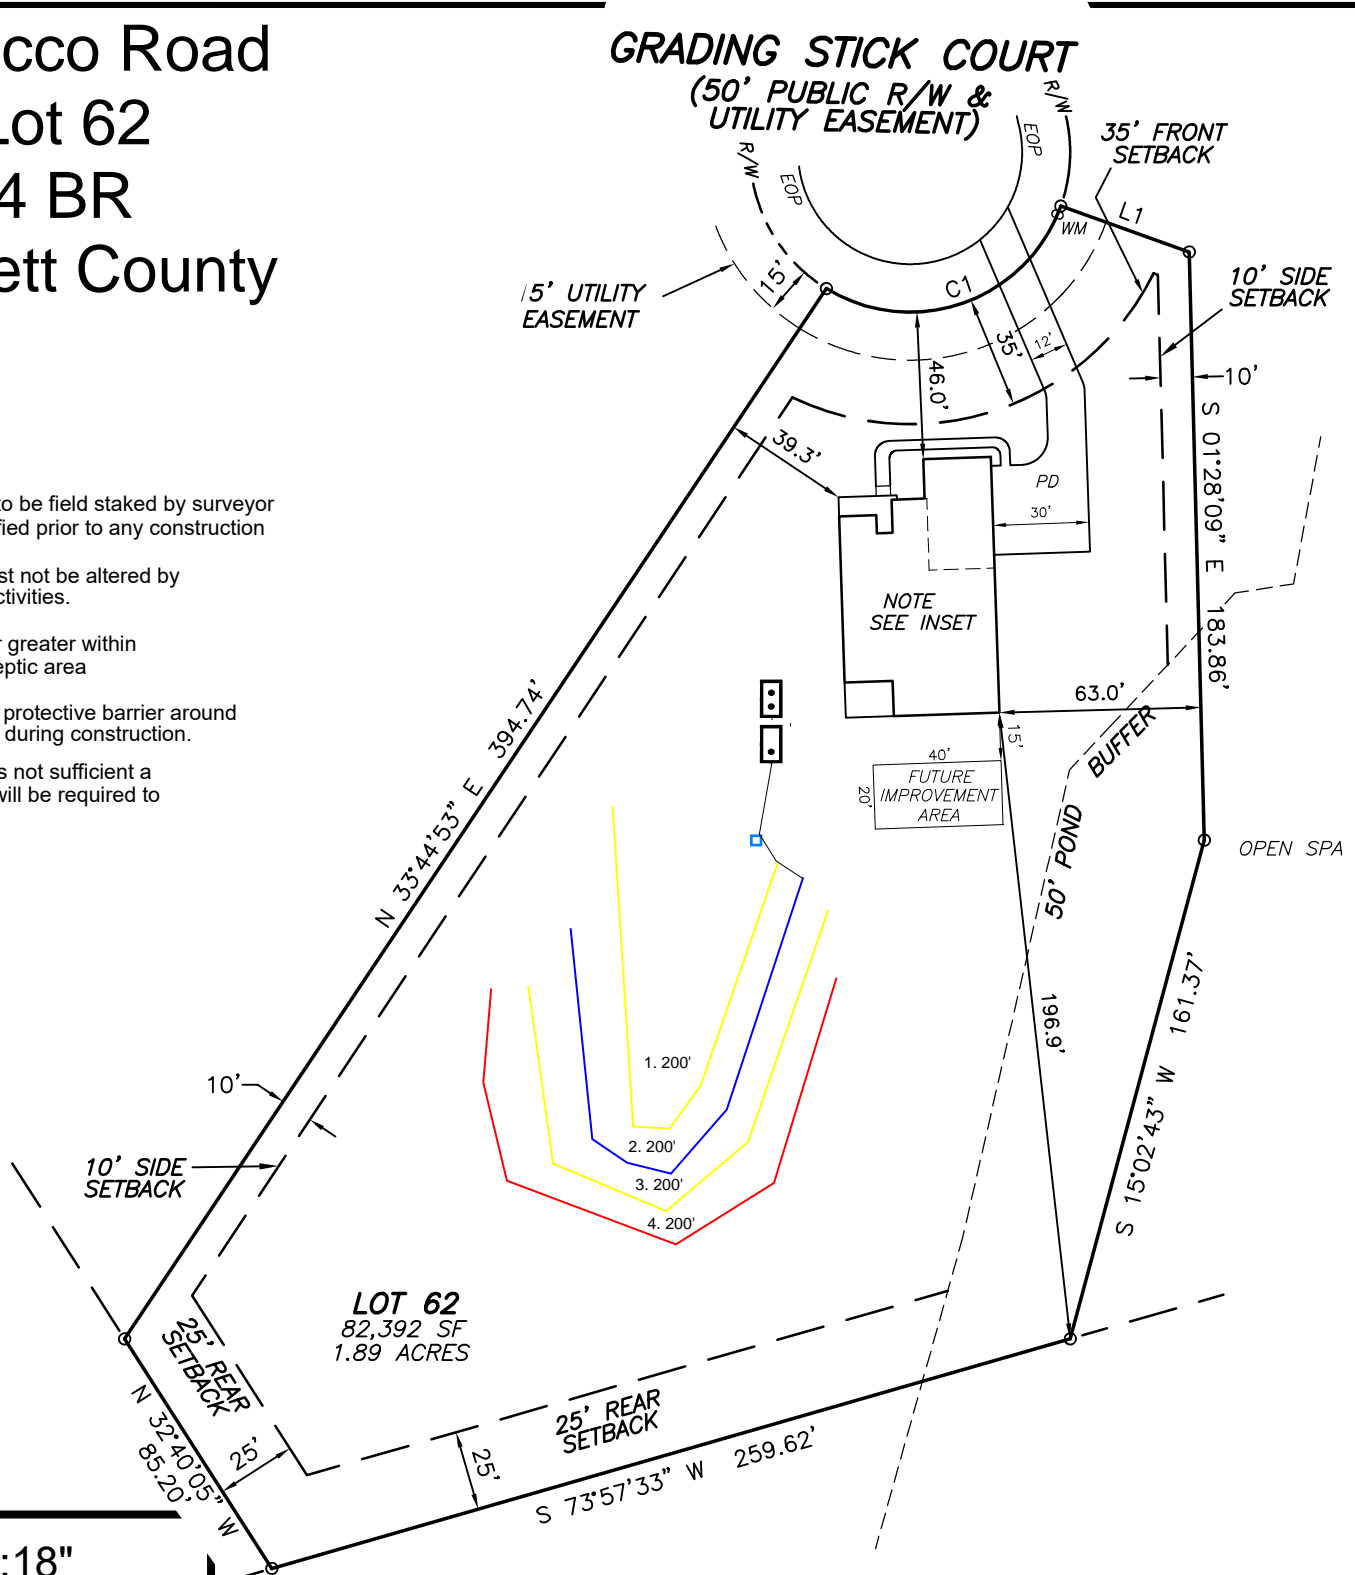 cco Road
Lot 62
4 BR
ett County
to be field staked by surveyor
fied prior to any construction
st not be altered by
ctivities.
r greater within
eptic area
protective barrier around
during construction.
s not sufficient a
will be required to
:18"
GRADING STICK COURT
(50' PUBLIC R/W &
UTILITY EASEMENT)
R/W
R/W
EOP
EOP
35' FRONT
SETBACK
L1
WM
10' SIDE
SETBACK
5' UTILITY
EASEMENT
15'
C1
35'
12'
46.0'
10'
39.3'
PD
30'
S 01°28'09" E 183.86'
NOTE
SEE INSET
63.0'
15'
40'
20'
FUTURE
IMPROVEMENT
AREA
50' POND BUFFER
OPEN SPA
N 33°44'53" E 394.74'
196.9'
S 15°02'43" W 161.37'
1. 200'
2. 200'
3. 200'
4. 200'
10'
10' SIDE
SETBACK
LOT 62
82,392 SF
1.89 ACRES
25' REAR
SETBACK
25' REAR
SETBACK
N 32°40'05" W
85.20'
25'
25'
S 73°57'33" W 259.62'